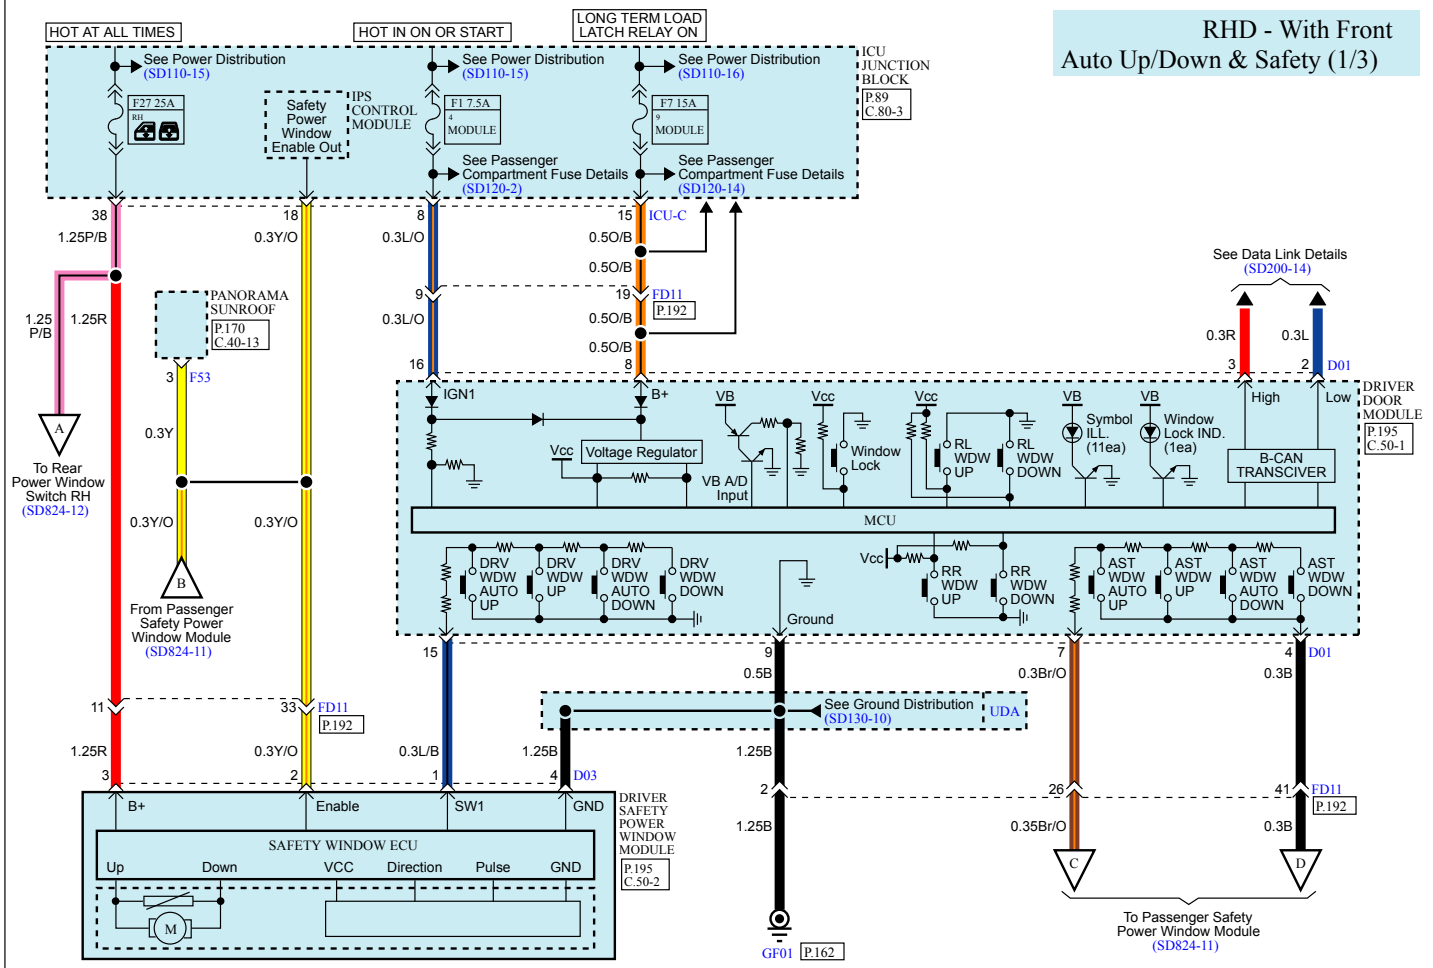 RHD - With Front
Auto Up/Down & Safety (1/3)
HOT AT ALL TIMES
HOT IN ON OR START
LONG TERM LOAD
LATCH RELAY ON
See Power Distribution
(SD110-15)
See Power Distribution
(SD110-15)
See Power Distribution
(SD110-16)
ICU
JUNCTION
BLOCK
P.89
C.80-3
F27 25A
RH
Safety
Power
Window
Enable Out
IPS
CONTROL
MODULE
F1 7.5A
4
MODULE
F7 15A
9
MODULE
See Passenger
Compartment Fuse Details
(SD120-2)
See Passenger
Compartment Fuse Details
(SD120-14)
38
18
8
15
ICU-C
1.25P/B
0.3Y/O
0.3L/O
0.5O/B
0.5O/B
See Data Link Details
(SD200-14)
PANORAMA
SUNROOF
P.170
C.40-13
9
19
FD11
P.192
1.25
P/B
1.25R
0.3L/O
0.5O/B
0.5O/B
0.3R
0.3L
3
F53
16
8
3
2
D01
A
To Rear
Power Window
Switch RH
(SD824-12)
0.3Y
IGN1
B+
VB
Vcc
Vcc
VB
VB
High
Low
DRIVER
DOOR
MODULE
P.195
C.50-1
Vcc
Voltage Regulator
VB A/D
Input
Window
Lock
RL
WDW
UP
RL
WDW
DOWN
Symbol
ILL.
(11ea)
Window
Lock IND.
(1ea)
B-CAN
TRANSCIVER
0.3Y/O
0.3Y/O
MCU
B
From Passenger
Safety Power
Window Module
(SD824-11)
DRV
WDW
AUTO
UP
DRV
WDW
UP
DRV
WDW
AUTO
DOWN
DRV
WDW
DOWN
Ground
Vcc
RR
WDW
UP
RR
WDW
DOWN
AST
WDW
AUTO
UP
AST
WDW
UP
AST
WDW
AUTO
DOWN
AST
WDW
DOWN
15
9
7
4
D01
0.5B
0.3Br/O
0.3B
11
33
FD11
P.192
See Ground Distribution
(SD130-10)
UDA
1.25R
0.3Y/O
0.3L/B
1.25B
1.25B
3
2
1
4
D03
2
26
41
FD11
P.192
B+
Enable
SW1
GND
DRIVER
SAFETY
POWER
WINDOW
MODULE
P.195
C.50-2
1.25B
0.35Br/O
0.3B
SAFETY WINDOW ECU
Up
Down
VCC
Direction
Pulse
GND
M
C
D
GF01
P.162
To Passenger Safety
Power Window Module
(SD824-11)